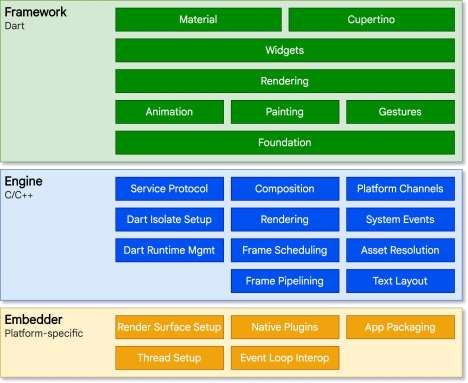 Framework
Dart
Material
Cupertino
Widgets
Rendering
Animation
Painting
Gestures
Foundation
Engine
C/C++
Service Protocol
Composition
Platform Channels
Dart Isolate Setup
Rendering
System Events
Dart Runtime Mgmt
Frame Scheduling
Asset Resolution
Frame Pipelining
Text Layout
Embedder
Platform-specific
Render Surface Setup
Native Plugins
App Packaging
Thread Setup
Event Loop Interop